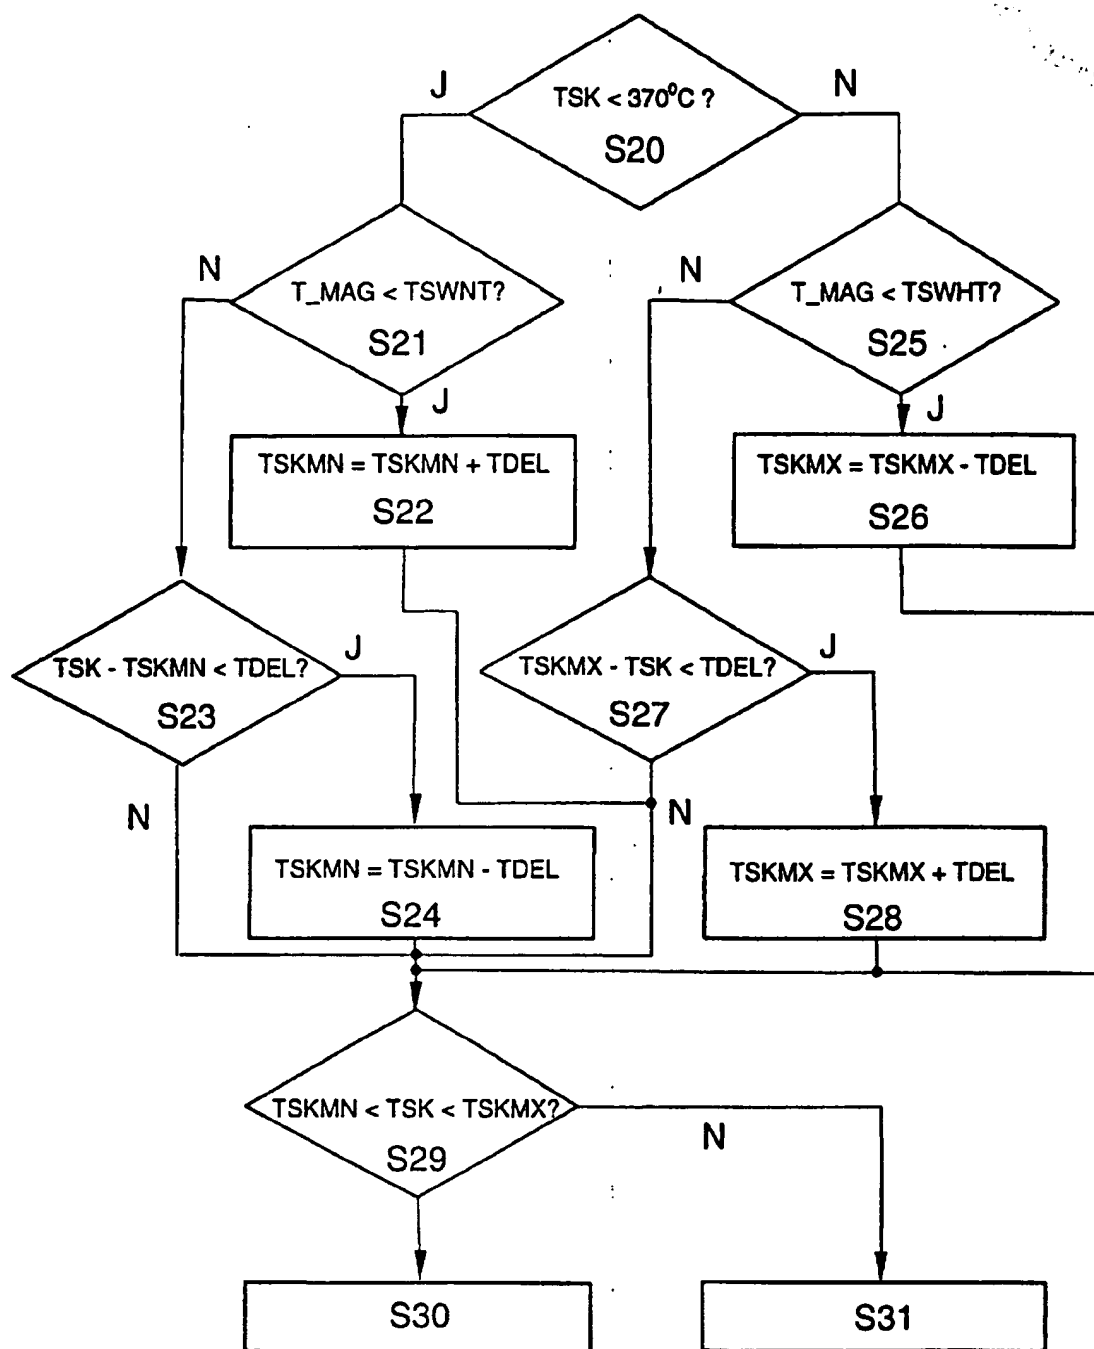 J
TSK < 370°C ?
N
S20
N
T_MAG < TSWNT?
S21
J
N
T_MAG < TSWHT?
S25
J
TSKMN = TSKMN + TDEL
S22
TSKMX = TSKMX - TDEL
S26
TSK - TSKMN < TDEL?
S23
J
TSKMX - TSK < TDEL?
S27
J
N
N
TSKMN = TSKMN - TDEL
S24
TSKMX = TSKMX + TDEL
S28
TSKMN < TSK < TSKMX?
S29
N
S30
S31